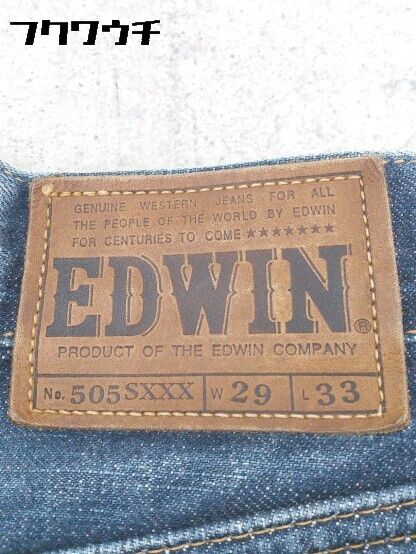 フクワウチ
GENUINE WESTERN JEANS FOR ALL
THE PEOPLE OF THE WORLD BY EDWIN
FOR CENTURIES TO COME ★★★★★★★
EDWIN®
PRODUCT OF THE EDWIN COMPANY
No. 505SXXX W 29 L 33